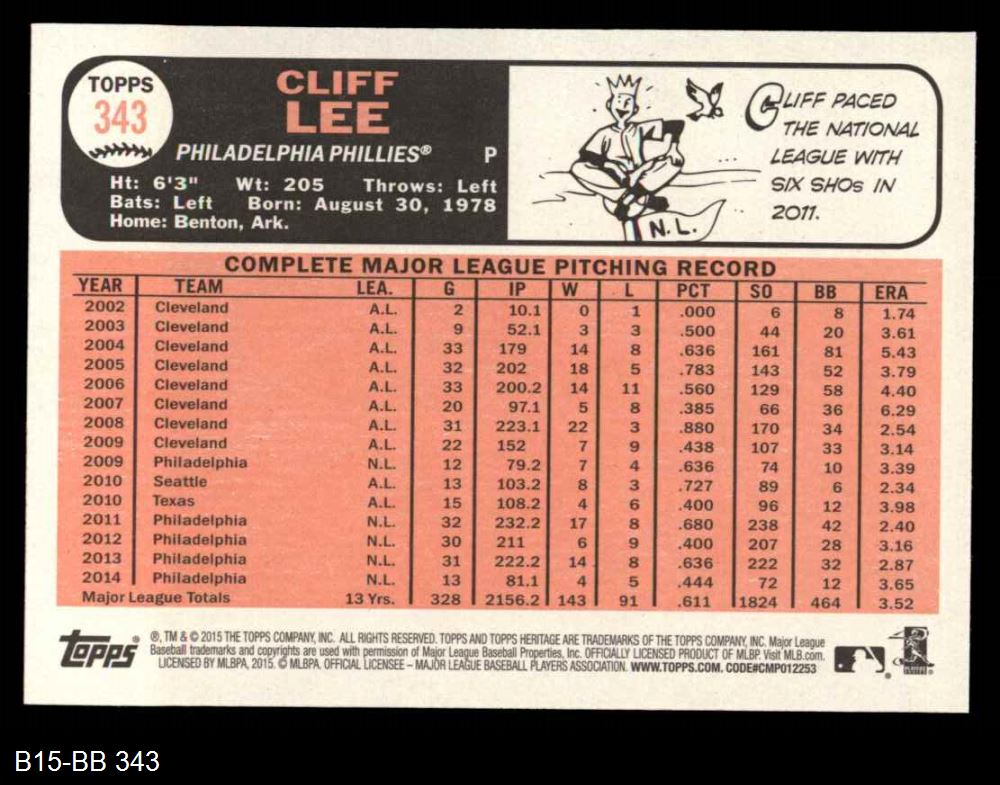 TOPPS
343
CLIFF
LEE
PHILADELPHIA PHILLIES® P
Ht: 6'3" Wt: 205 Throws: Left
Bats: Left Born: August 30, 1978
Home: Benton, Ark.
CLIFF PACED
THE NATIONAL
LEAGUE WITH
SIX SHOs IN
2011.
N.L.
COMPLETE MAJOR LEAGUE PITCHING RECORD
YEAR TEAM LEA. G IP W L PCT SO BB ERA
2002 Cleveland A.L. 2 10.1 0 1 .000 6 8 1.74
2003 Cleveland A.L. 9 52.1 3 3 .500 44 20 3.61
2004 Cleveland A.L. 33 179 14 8 .636 161 81 5.43
2005 Cleveland A.L. 32 202 18 5 .783 143 52 3.79
2006 Cleveland A.L. 33 200.2 14 11 .560 129 58 4.40
2007 Cleveland A.L. 20 97.1 5 8 .385 66 36 6.29
2008 Cleveland A.L. 31 223.1 22 3 .880 170 34 2.54
2009 Cleveland A.L. 22 152 7 9 .438 107 33 3.14
2009 Philadelphia N.L. 12 79.2 7 4 .636 74 10 3.39
2010 Seattle A.L. 13 103.2 8 3 .727 89 6 2.34
2010 Texas A.L. 15 108.2 4 6 .400 96 12 3.98
2011 Philadelphia N.L. 32 232.2 17 8 .680 238 42 2.40
2012 Philadelphia N.L. 30 211 6 9 .400 207 28 3.16
2013 Philadelphia N.L. 31 222.2 14 8 .636 222 32 2.87
2014 Philadelphia N.L. 13 81.1 4 5 .444 72 12 3.65
Major League Totals 13 Yrs. 328 2156.2 143 91 .611 1824 464 3.52
Topps®
®, TM & © 2015 THE TOPPS COMPANY, INC. ALL RIGHTS RESERVED. TOPPS AND TOPPS HERITAGE ARE TRADEMARKS OF THE TOPPS COMPANY, INC. Major League
Baseball trademarks and copyrights are used with permission of Major League Baseball Properties, Inc. OFFICIALLY LICENSED PRODUCT OF MLBP. Visit MLB.com.
LICENSED BY MLBPA, 2015. © MLBPA. OFFICIAL LICENSEE – MAJOR LEAGUE BASEBALL PLAYERS ASSOCIATION. WWW.TOPPS.COM. CODE#CMP012253
B15-BB 343